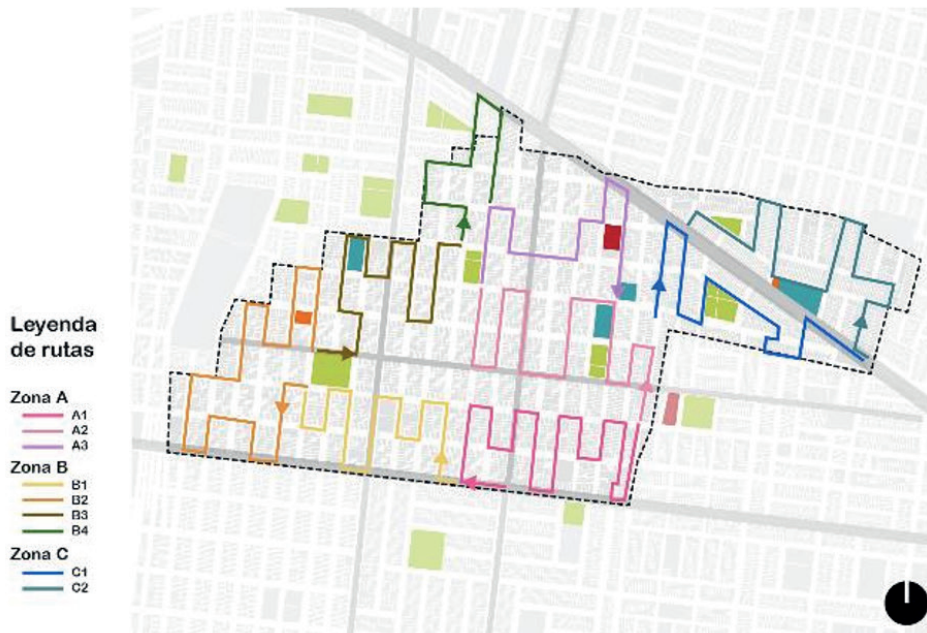 Leyenda
de rutas
Zona A
A1
A2
A3
Zona B
B1
B2
B3
B4
Zona C
C1
C2